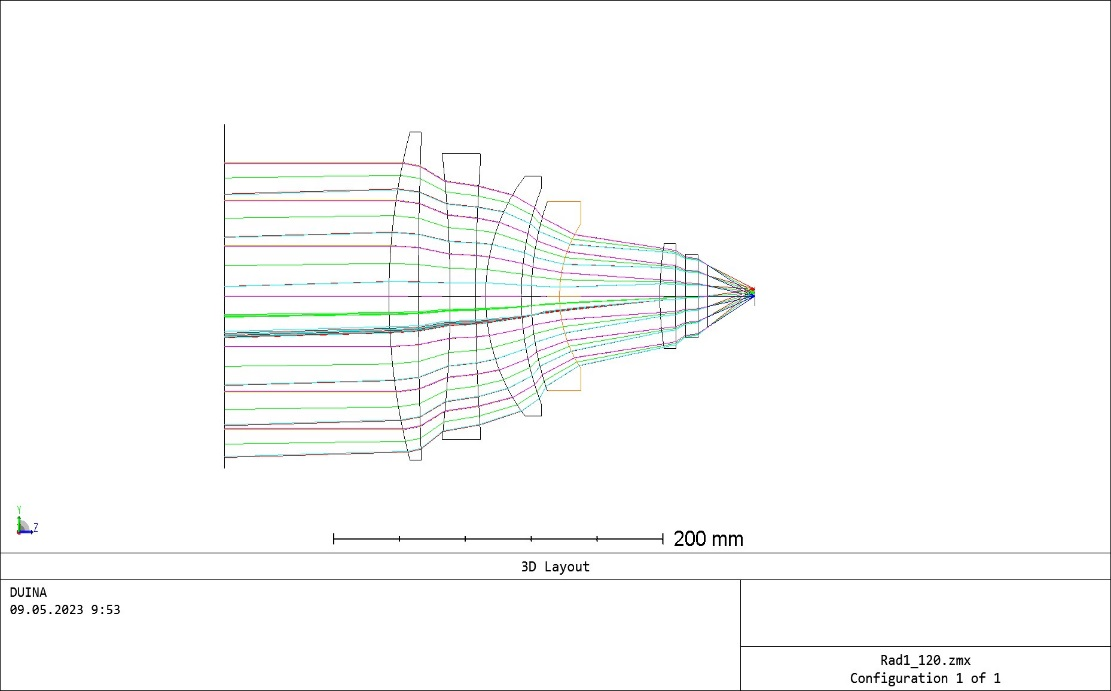 Y
Z
200 mm
3D Layout
DUINA
09.05.2023 9:53
Rad1_120.zmx
Configuration 1 of 1